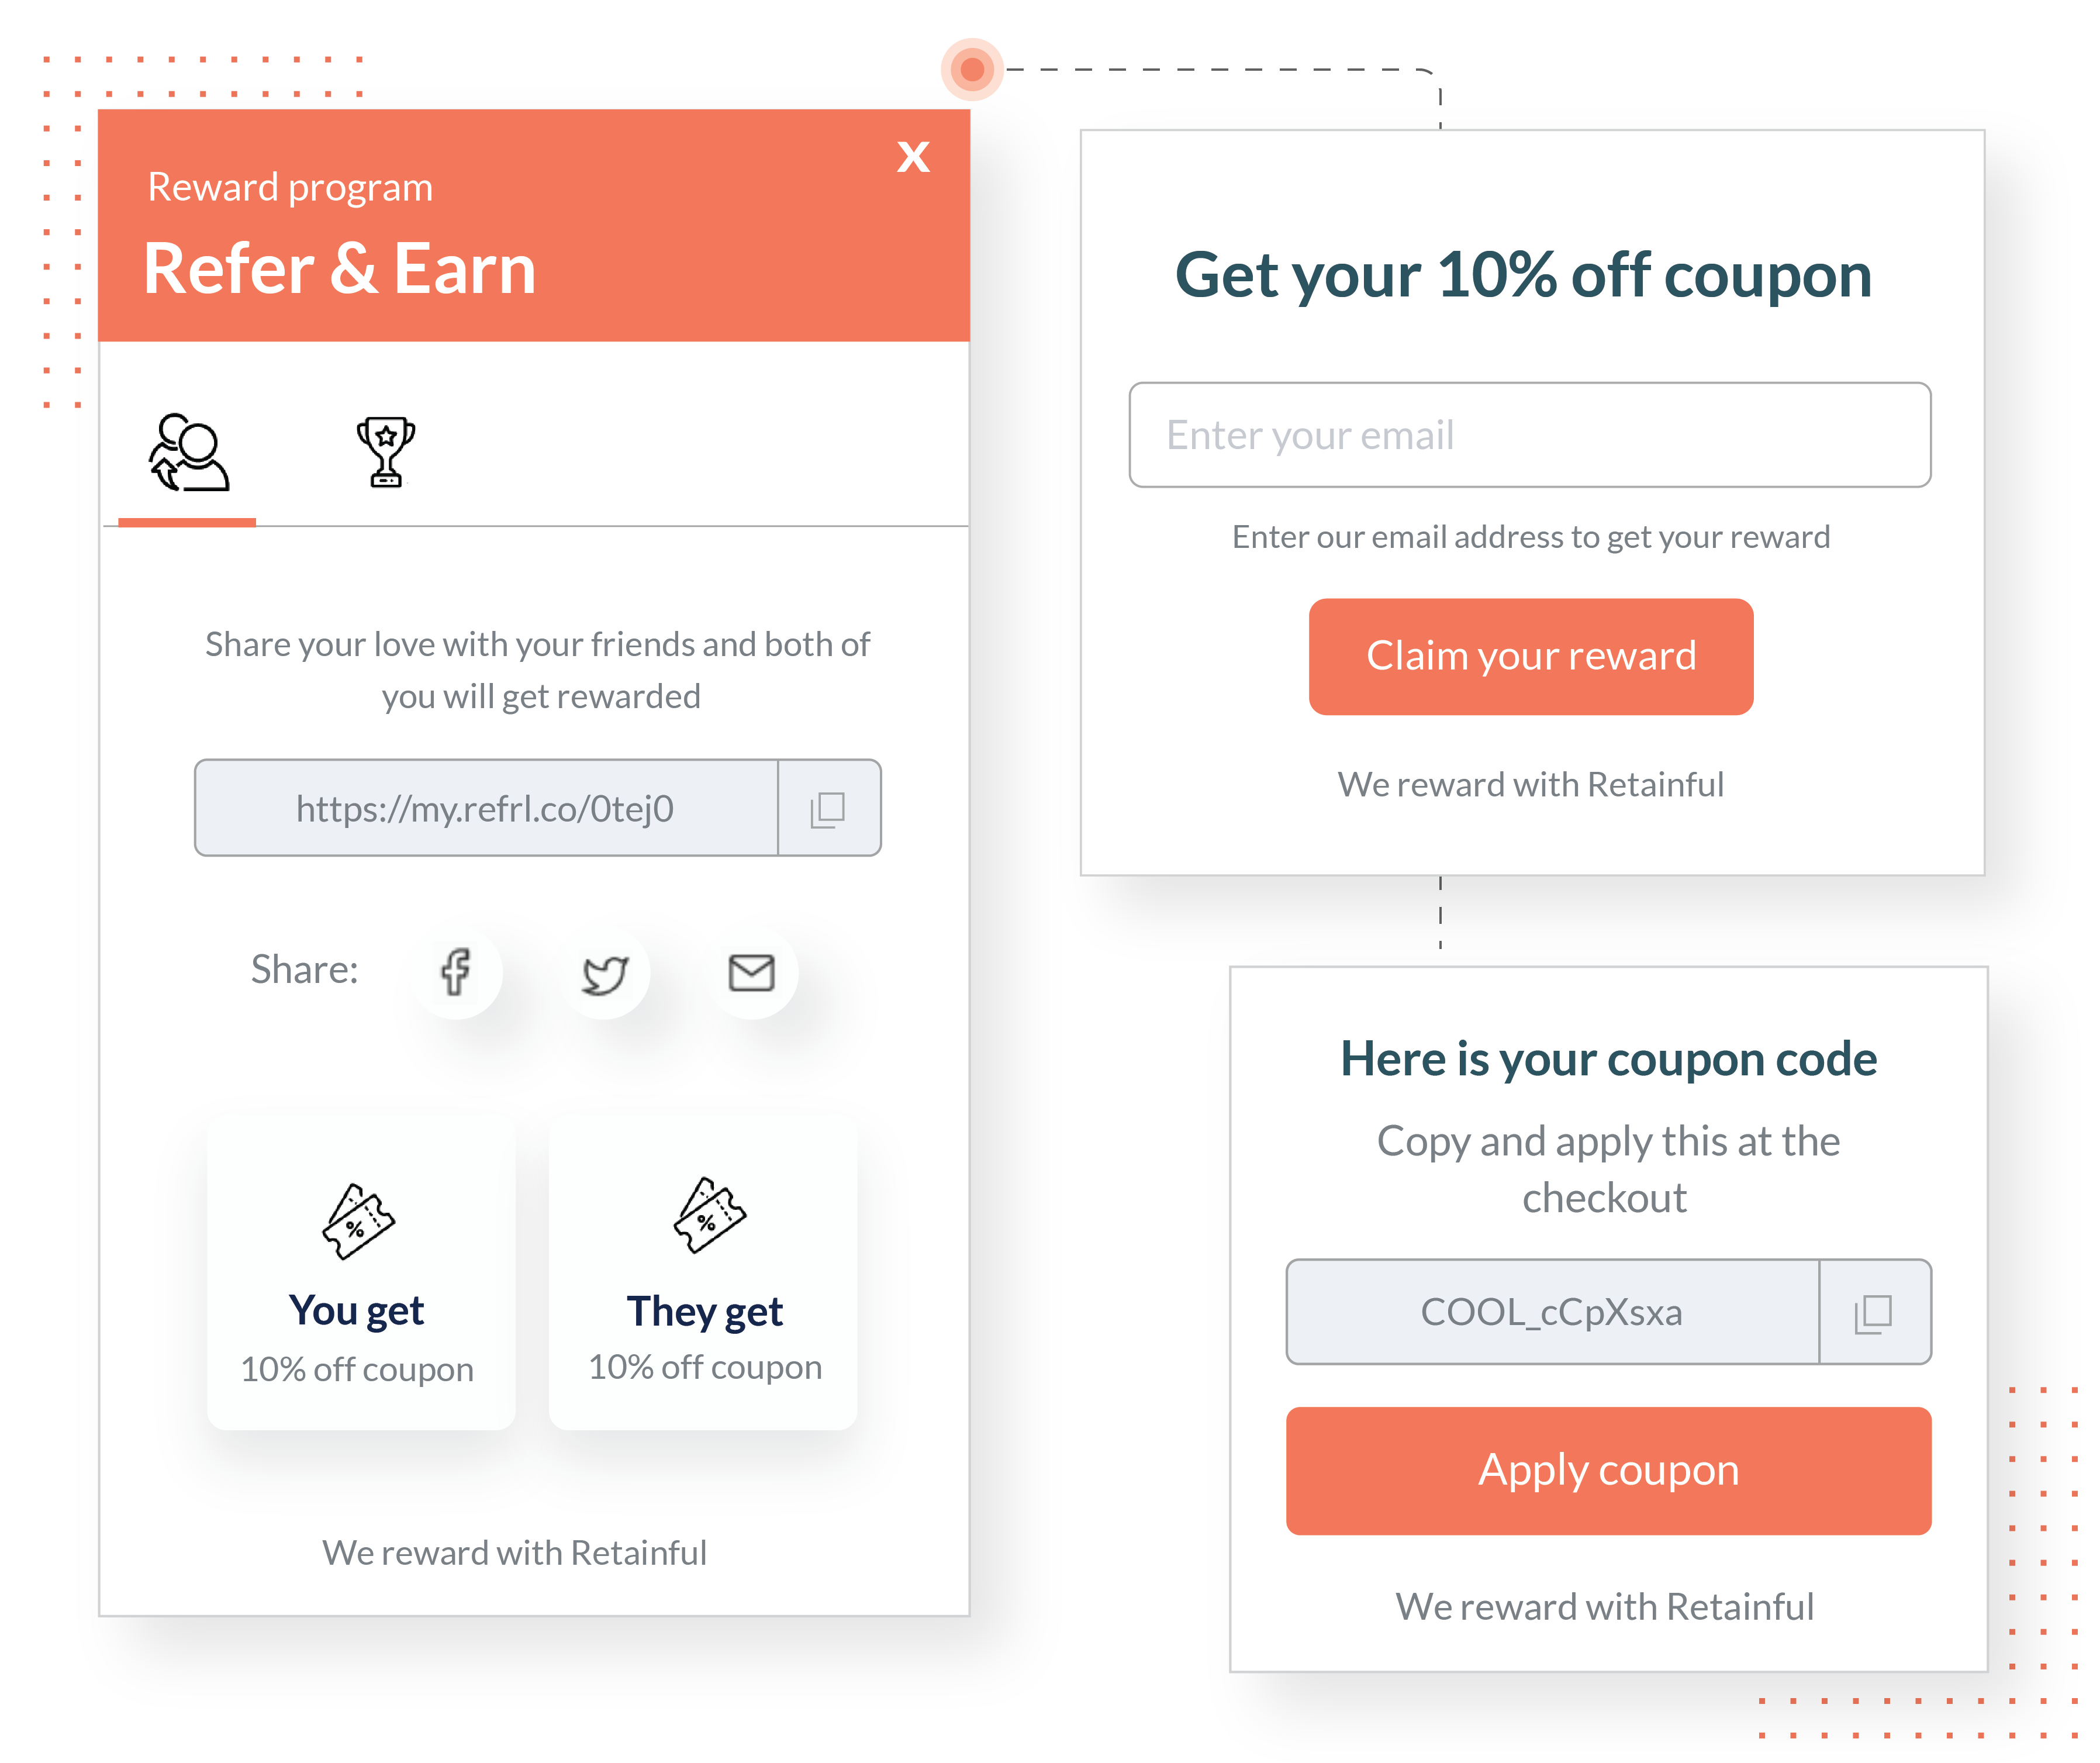 Reward program
X
Refer & Earn
Share your love with your friends and both of
you will get rewarded
https://my.refrl.co/0tej0
Share:
You get
10% off coupon
They get
10% off coupon
We reward with Retainful
Get your 10% off coupon
Enter your email
Enter our email address to get your reward
Claim your reward
We reward with Retainful
Here is your coupon code
Copy and apply this at the
checkout
COOL_cCpXsxa
Apply coupon
We reward with Retainful